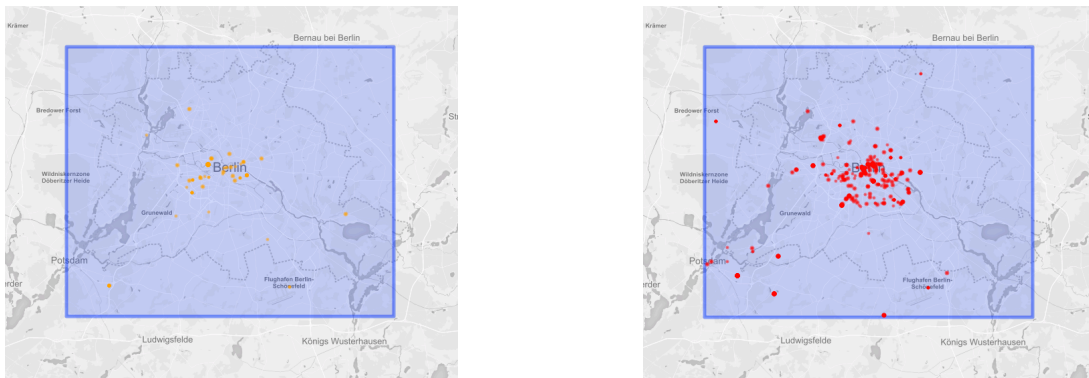 Krämer
Bernau bei Berlin
Bredower Forst
Berlin
Wildniskernzone
Döberitzer Heide
Grunewald
Potsdam
Flughafen Berlin-
Schönefeld
Ludwigsfelde
Königs Wusterhausen
Krämer
Bernau bei Berlin
Bredower Forst
Wildniskernzone
Döberitzer Heide
Grunewald
Potsdam
Flughafen Berlin-
Schönefeld
Ludwigsfelde
Königs Wusterhausen